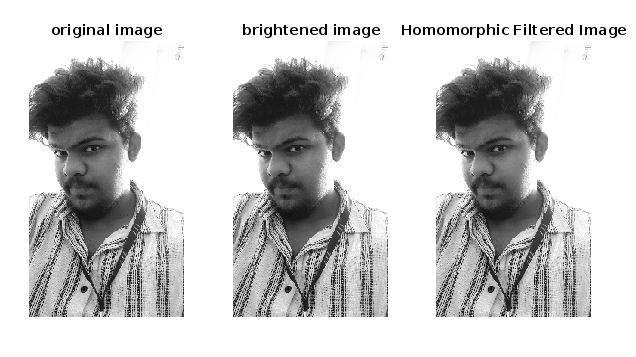 original image
brightened image
Homomorphic Filtered Image